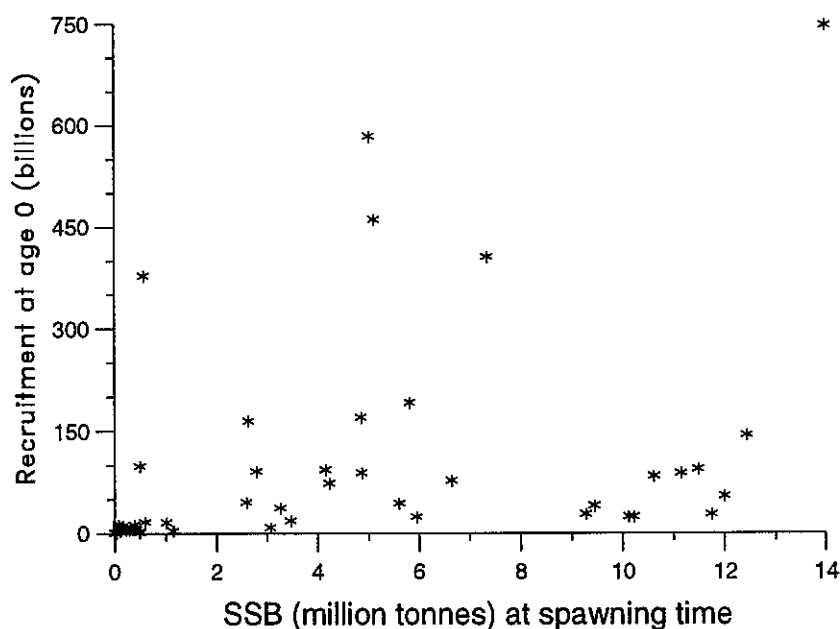 750
600
450
300
150
0
Recruitment at age 0 (billions)
0 2 4 6 8 10 12 14
SSB (million tonnes) at spawning time